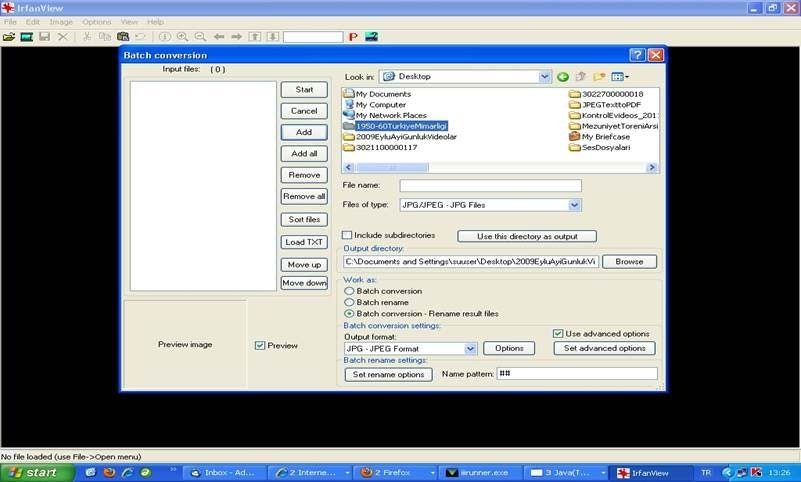 IrfanView
File Edit Image Options View Help
P
Batch conversion
Input files: ( 0 )
Start
Cancel
Add
Add all
Remove
Remove all
Sort files
Load TXT
Move up
Move down
Preview image
Preview
Look in: Desktop
My Documents
My Computer
My Network Places
1950-60TurkiyeMimarligi
2009EyluAyiGunlukVideolar
3021100000117
3022700000018
JPEGTexttoPDF
KontrolEvideos_201
MezuniyetToreniArsi
My Briefcase
SesDosyalari
File name:
Files of type: JPG/JPEG - JPG Files
Include subdirectories
Use this directory as output
Output directory:
C:\Documents and Settings\suuser\Desktop\2009EyluAyiGunlukVi
Browse
Work as:
Batch conversion
Batch rename
Batch conversion - Rename result files
Batch conversion settings:
Output format:
JPG - JPEG Format
Options
Use advanced options
Set advanced options
Batch rename settings:
Set rename options
Name pattern: ##
No file loaded (use File->Open menu)
start
Inbox - Ad...
2 Interne...
2 Firefox
iiirunner.exe
3 Java(T...
IrfanView
TR
13:26